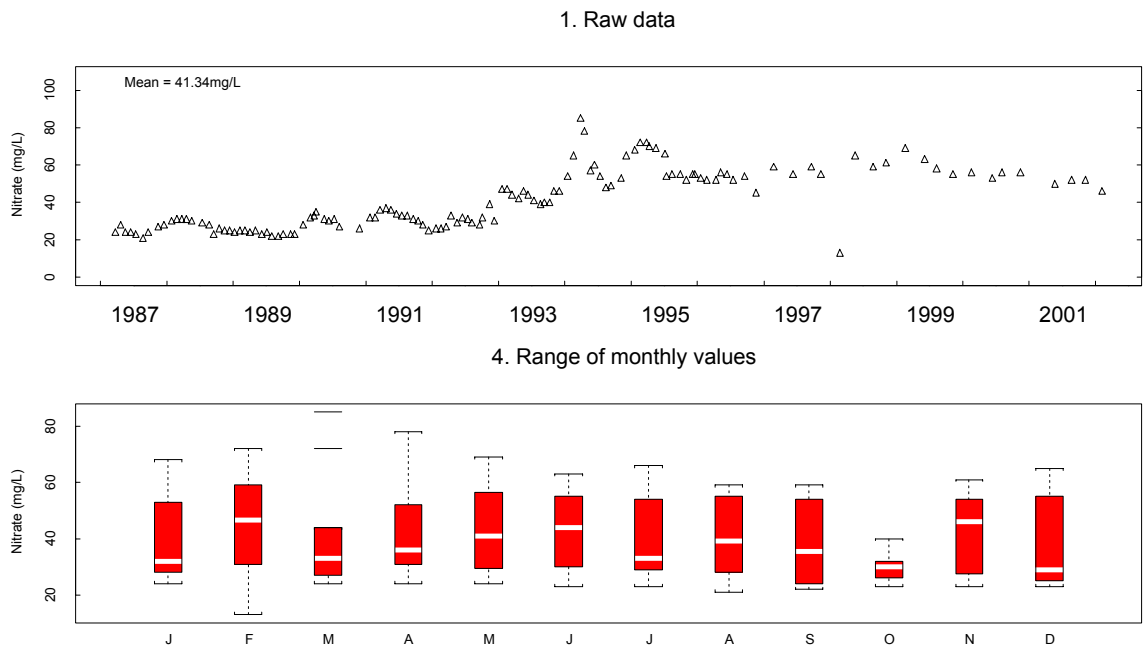 1. Raw data
Mean = 41.34mg/L
Nitrate (mg/L)
100
80
60
40
20
0
1987 1989 1991 1993 1995 1997 1999 2001
4. Range of monthly values
Nitrate (mg/L)
80
60
40
20
J F M A M J J A S O N D